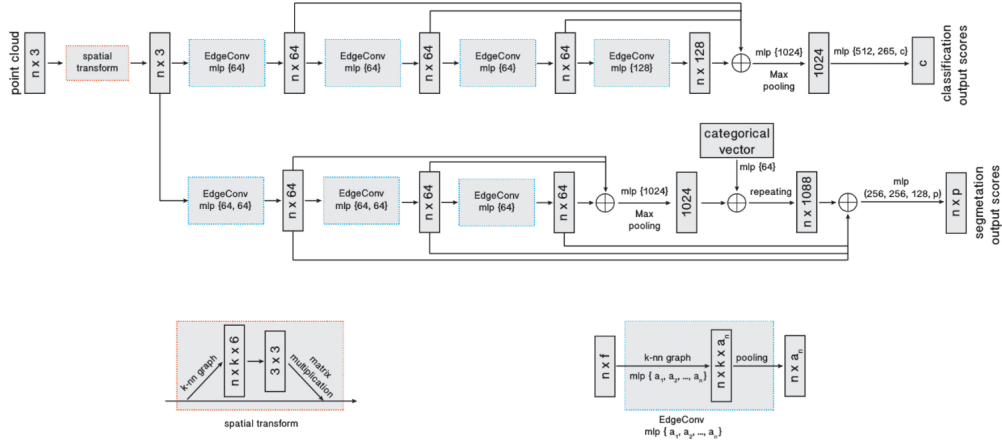 point cloud
n x 3
spatial
transform
n x 3
EdgeConv
mlp {64}
n x 64
EdgeConv
mlp {64}
n x 64
EdgeConv
mlp {64}
n x 64
EdgeConv
mlp {128}
n x 128
mlp {1024}
Max
pooling
1024
mlp {512, 265, c}
c
classification
output scores
EdgeConv
mlp {64, 64}
n x 64
EdgeConv
mlp {64, 64}
n x 64
EdgeConv
mlp {64}
n x 64
mlp {1024}
Max
pooling
1024
categorical
vector
mlp {64}
repeating
n x 1088
mlp
{256, 256, 128, p}
n x p
segmetation
output scores
k-nn graph
n x k x 6
3 x 3
matrix
multiplication
spatial transform
n x f
k-nn graph
mlp { a₁, a₂, ..., aₙ}
n x k x aₙ
pooling
n x aₙ
EdgeConv
mlp { a₁, a₂, ..., aₙ}